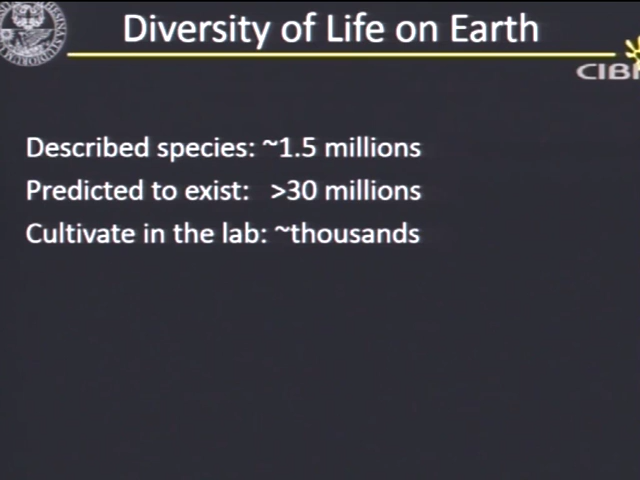 Diversity of Life on Earth
Described species: ~1.5 millions
Predicted to exist: >30 millions
Cultivate in the lab: ~thousands